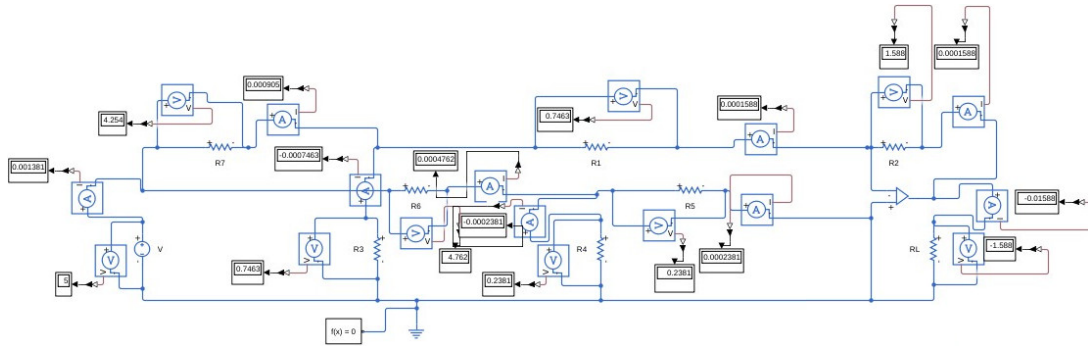 1.588
0.0001588
0.000905
V
A
4.254
V
A
0.7463
0.0001588
A
V
A
R7
R1
R2
0.001381
-0.0007463
0.0004762
A
A
A
R6
R5
A
A
-0.01588
-0.0002381
A
V
V
V
V
V
R3
V
R4
V
RL
V
-1.588
5
0.7463
4.762
0.2381
0.2381
0.0002381
f(x) = 0